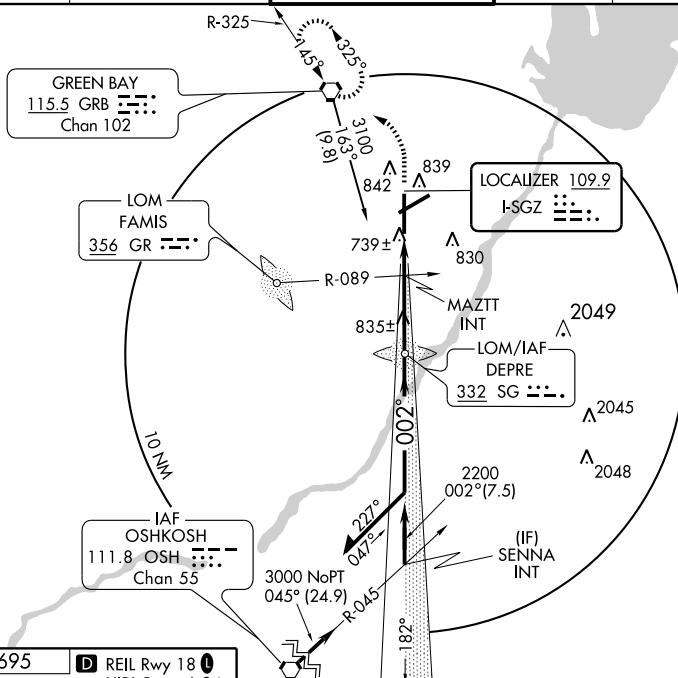 R-325
145°
325°
GREEN BAY
115.5 GRB
Chan 102
3100
163°
(9.8)
842
839
LOCALIZER 109.9
I-SGZ
LOM
FAMIS
356 GR
739±
830
R-089
MAZTT
INT
2049
835±
LOM/IAF
DEPRE
332 SG
2045
002°
10 NM
2048
2200
002°(7.5)
227°
047°
IAF
OSHKOSH
111.8 OSH
Chan 55
(IF)
SENNA
INT
3000 NoPT
045° (24.9)
R-045
182°
695
D REIL Rwy 18 L